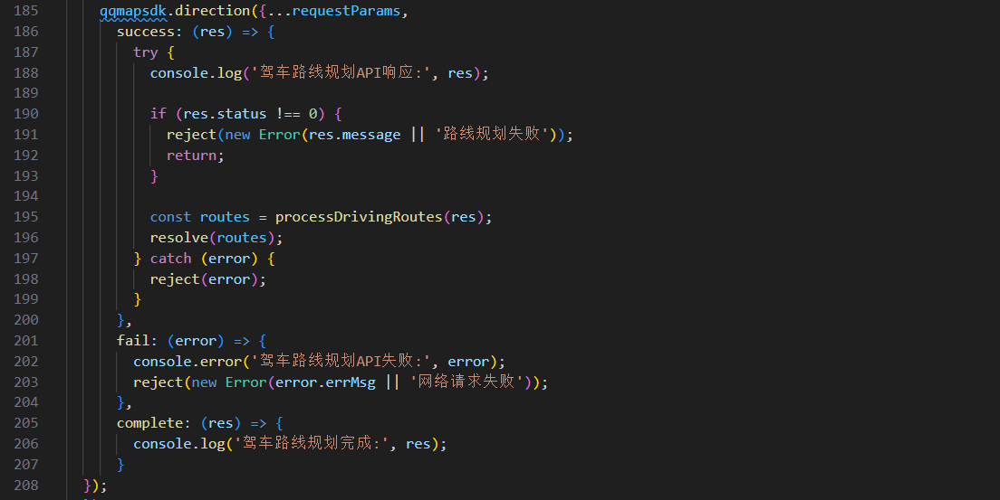 185 qqmapsdk.direction({...requestParams,
186 success: (res) => {
187 try {
188 console.log('驾车路线规划API响应:', res);
189
190 if (res.status !== 0) {
191 reject(new Error(res.message || '路线规划失败'));
192 return;
193 }
194
195 const routes = processDrivingRoutes(res);
196 resolve(routes);
197 } catch (error) {
198 reject(error);
199 }
200 },
201 fail: (error) => {
202 console.error('驾车路线规划API失败:', error);
203 reject(new Error(error.errMsg || '网络请求失败'));
204 },
205 complete: (res) => {
206 console.log('驾车路线规划完成:', res);
207 }
208 });